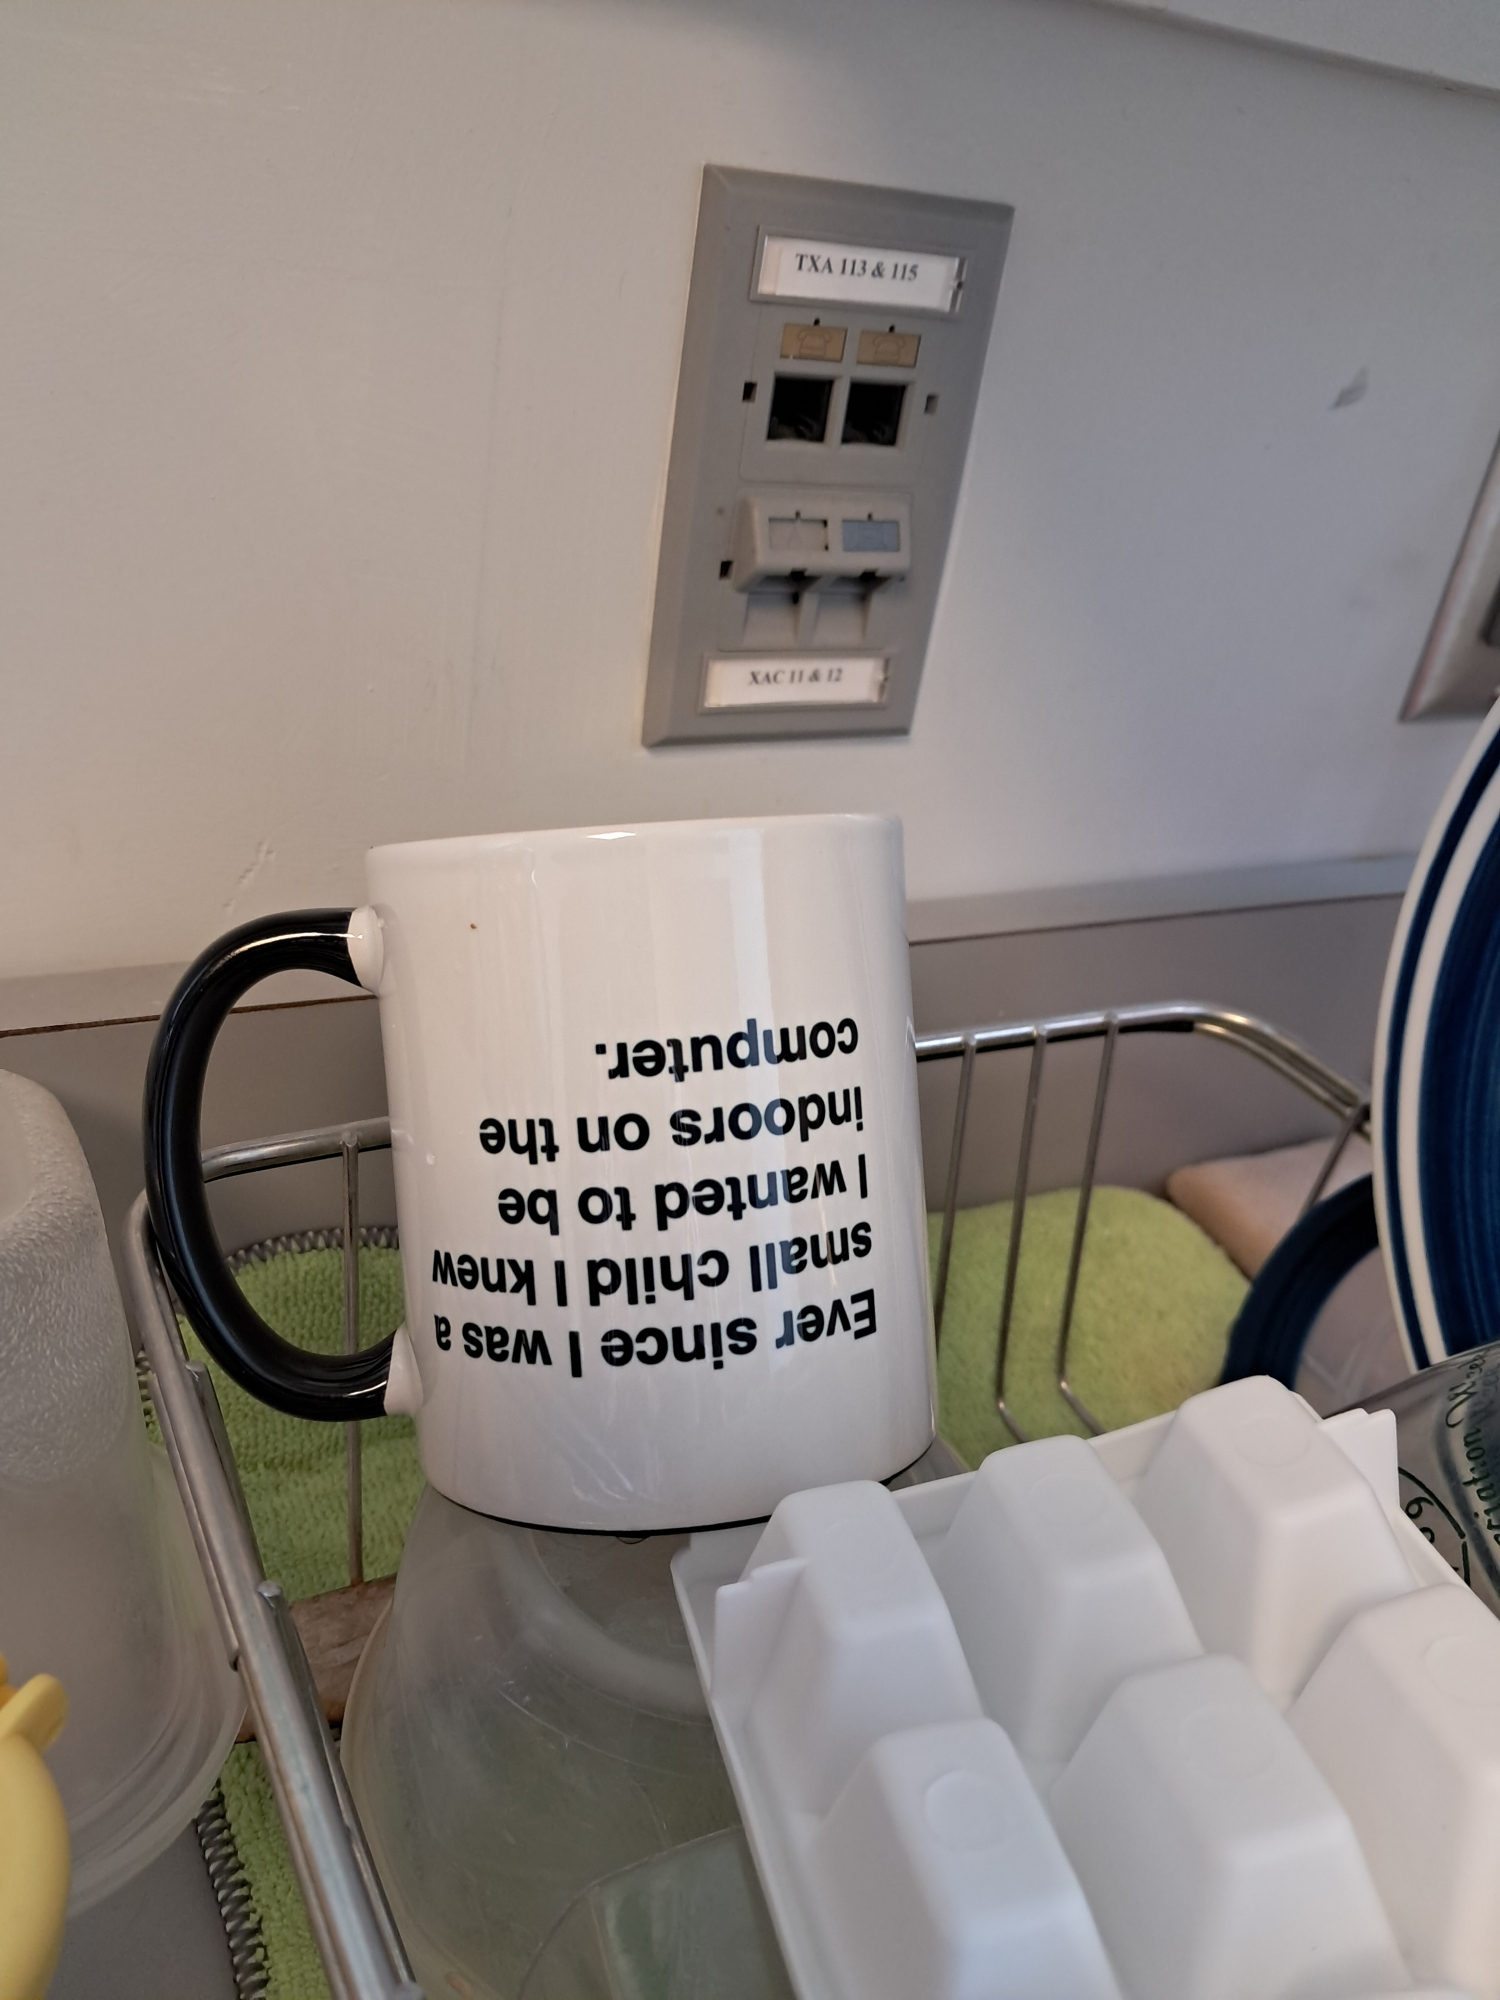 TXA 113 & 115
XAC 11 & 12
Ever since I was a
small child I knew
I wanted to be
indoors on the
computer.